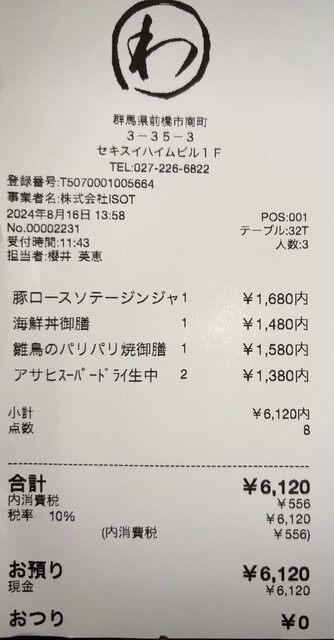 わ
群馬県前橋市南町
3-35-3
セキスイハイムビル1F
TEL:027-226-6822
登録番号:T5070001005664
事業者名:株式会社ISOT
2024年8月16日 13:58 POS:001
No.00002231 テーブル:32T
受付時間:11:43 人数:3
担当者:櫻井 英恵
豚ロースソテージンジャ 1 ¥1,680内
海鮮丼御膳 1 ¥1,480内
雛鳥のパリパリ焼御膳 1 ¥1,580内
アサヒｽｰﾊﾟｰﾄﾞﾗｲ生中 2 ¥1,380内
小計 ¥6,120内
点数 8
合計 ¥6,120
内消費税 ¥556
税率 10% ¥6,120
(内消費税 ¥556)
お預り ¥6,120
現金 ¥6,120
おつり ¥0